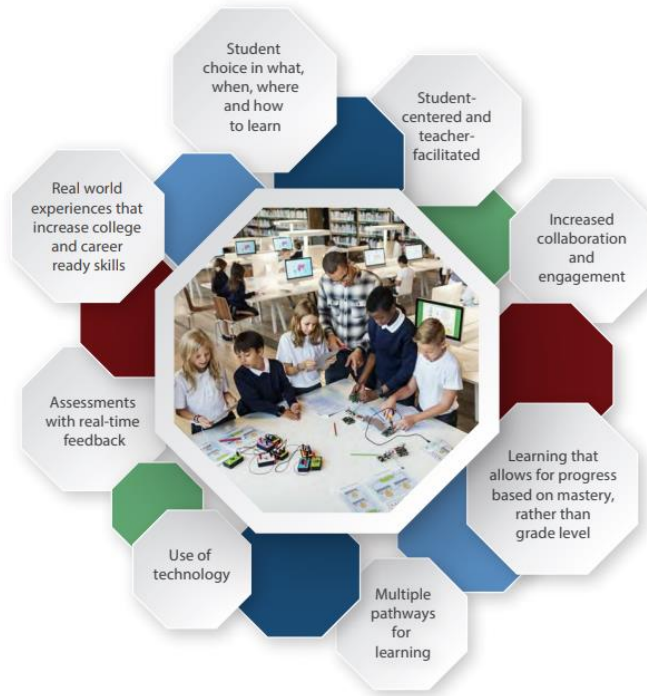 Student
choice in what,
when, where
and how
to learn
Student-
centered and
teacher-
facilitated
Increased
collaboration
and
engagement
Learning that
allows for progress
based on mastery,
rather than
grade level
Multiple
pathways
for
learning
Use of
technology
Assessments
with real-time
feedback
Real world
experiences that
increase college
and career
ready skills